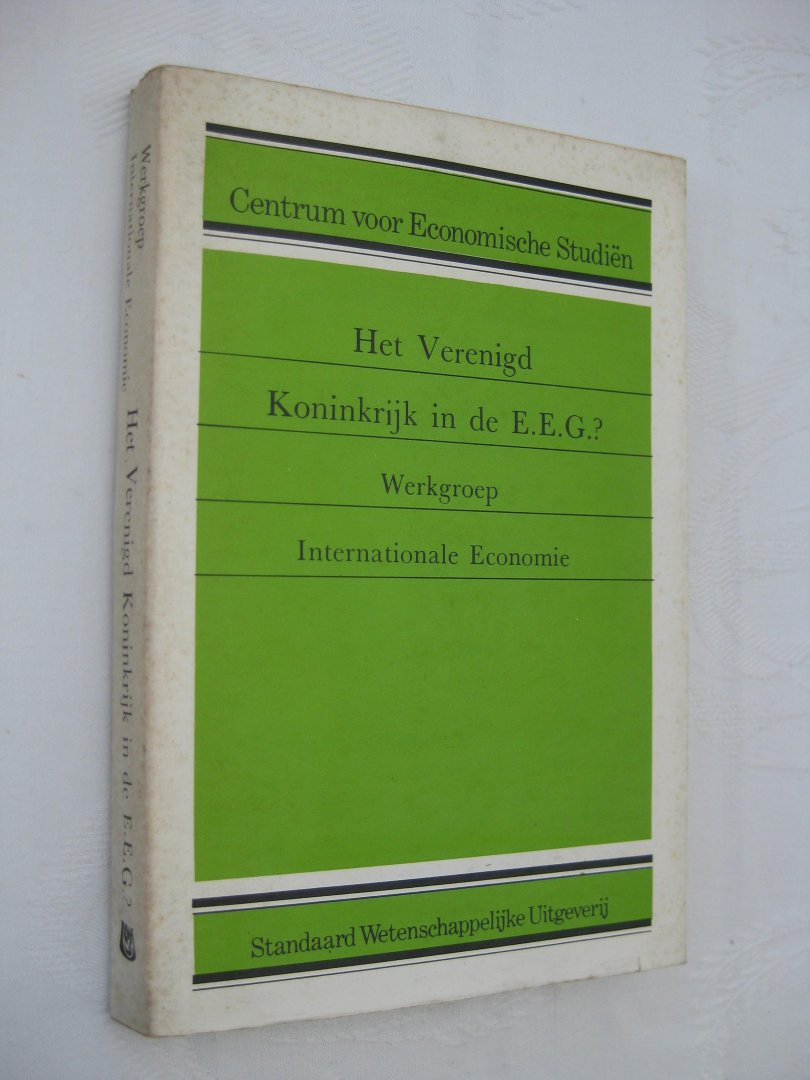 Centrum voor Economische Studiën
Het Verenigd
Koninkrijk in de E.E.G.?
Werkgroep
Internationale Economie
Standaard Wetenschappelijke Uitgeverij
Werkgroep
Internationale Economie
Het Verenigd Koninkrijk in de E.E.G.?